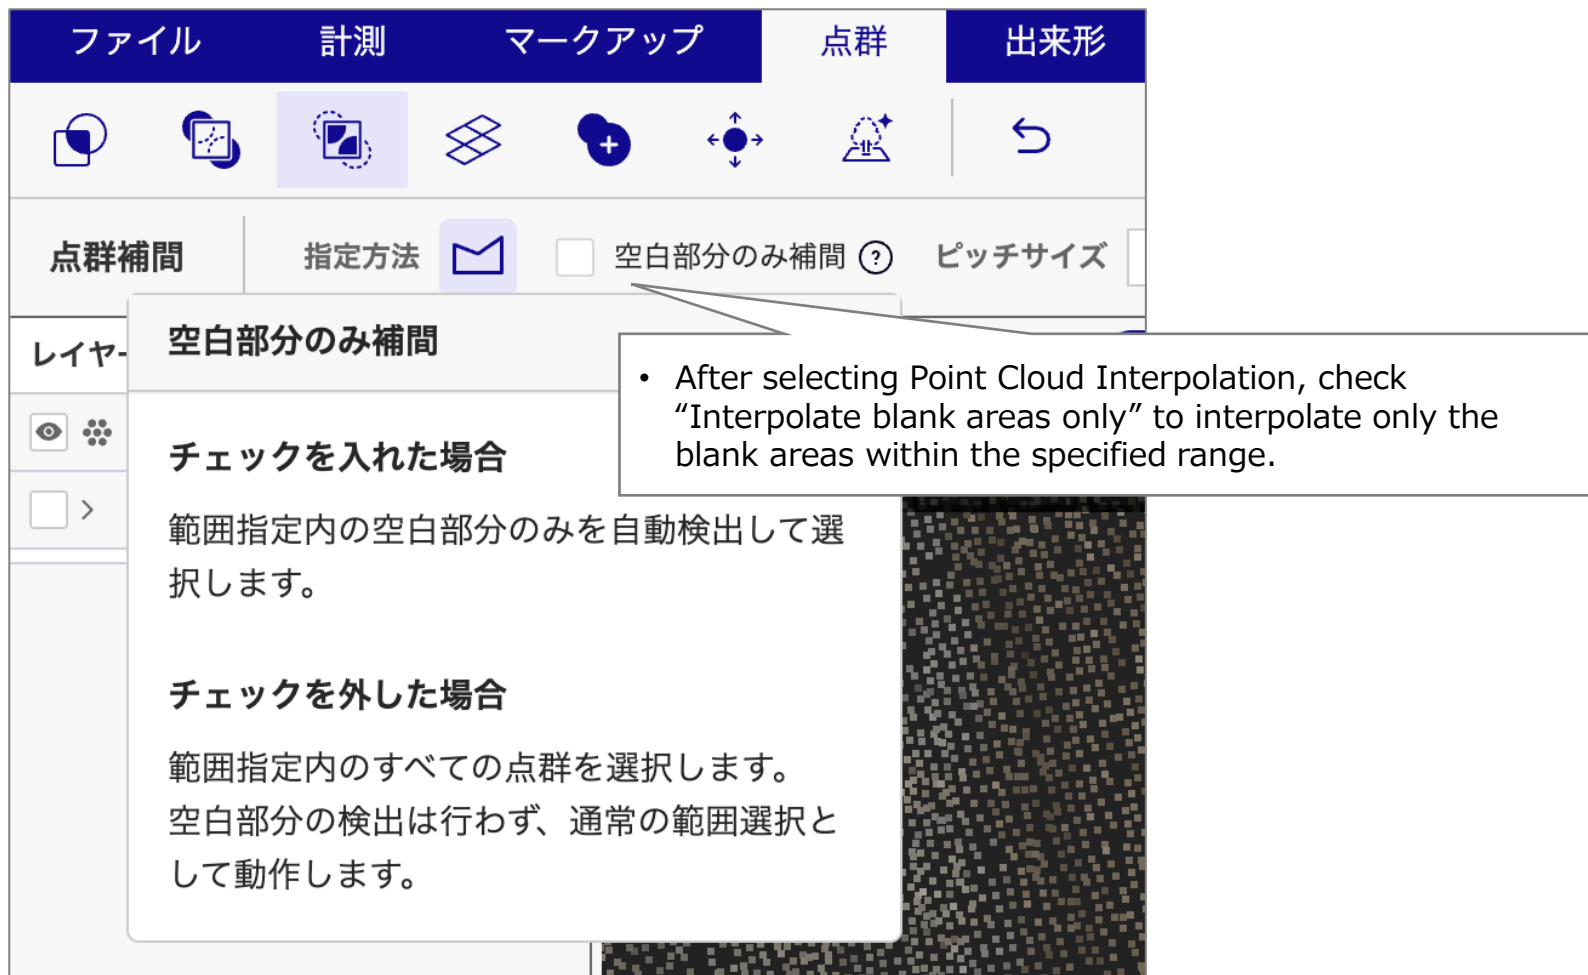 ファイル 計測 マークアップ 点群 出来形
点群補間 指定方法 空白部分のみ補間 ? ピッチサイズ
レイヤー
空白部分のみ補間
• After selecting Point Cloud Interpolation, check
“Interpolate blank areas only” to interpolate only the
blank areas within the specified range.
チェックを入れた場合
範囲指定内の空白部分のみを自動検出して選
択します。
チェックを外した場合
範囲指定内のすべての点群を選択します。
空白部分の検出は行わず、通常の範囲選択と
して動作します。